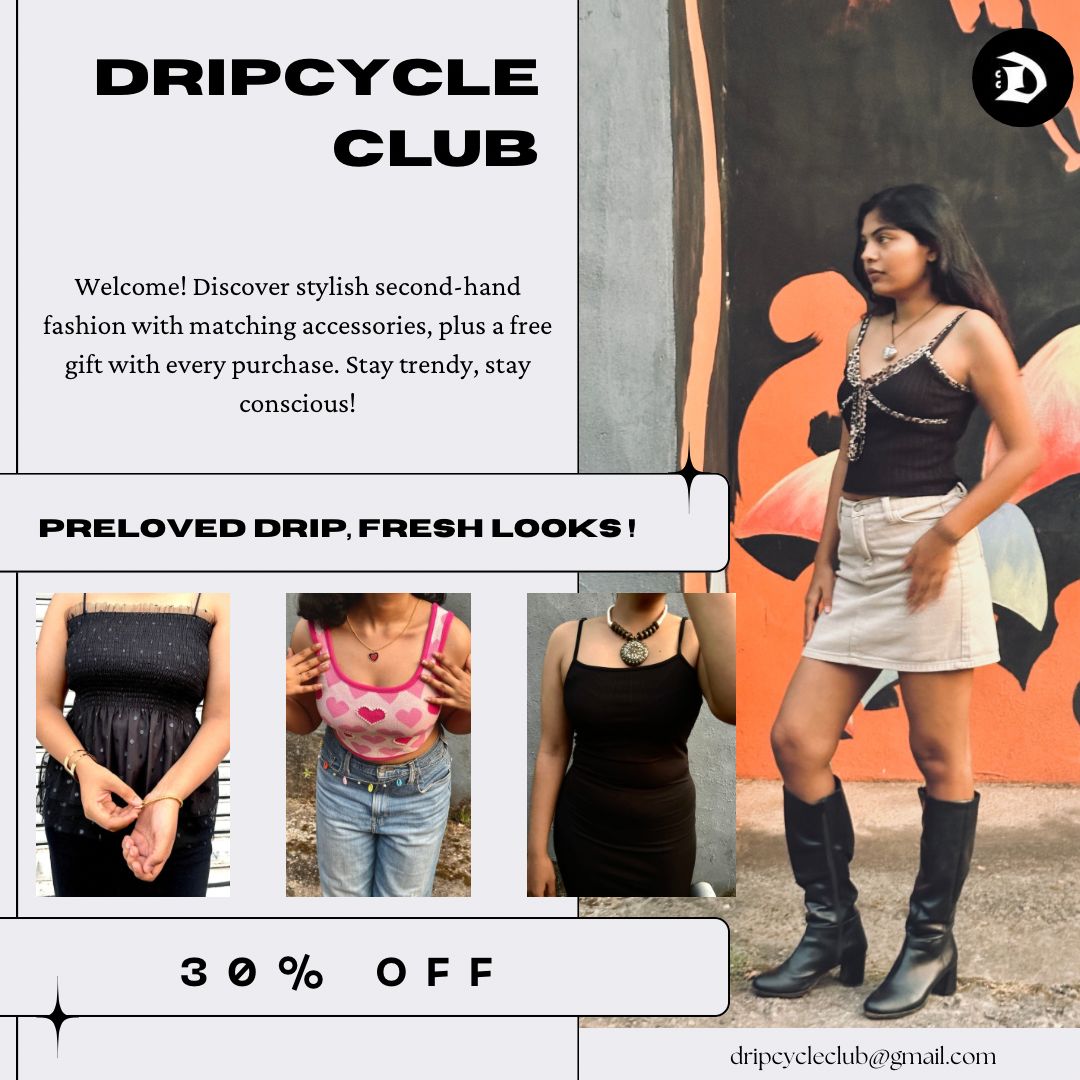 DRIPCYCLE
CLUB
Welcome! Discover stylish second-hand
fashion with matching accessories, plus a free
gift with every purchase. Stay trendy, stay
conscious!
PRELOVED DRIP, FRESH LOOKS !
30% OFF
dripcycleclub@gmail.com